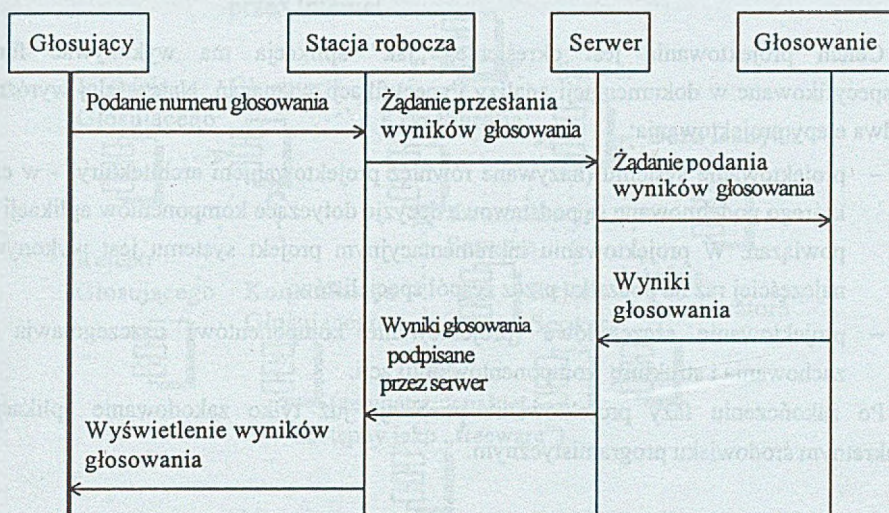 Głosujący
Stacja robocza
Serwer
Głosowanie
Podanie numeru głosowania
Żądanie przesłania
wyników głosowania
Żądanie podania
wyników głosowania
Wyniki
głosowania
Wyniki głosowania
podpisane
przez serwer
Wyświetlenie wyników
głosowania